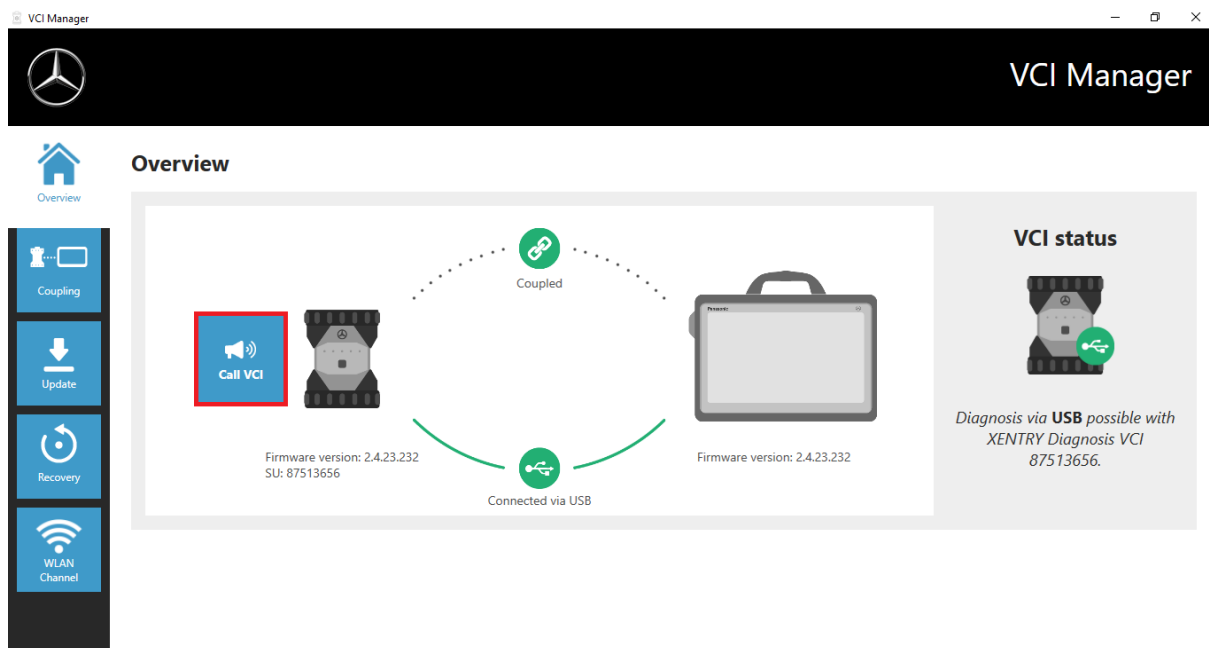 VCI Manager
VCI Manager
Overview
Overview
Coupling
Update
Recovery
WLAN
Channel
Coupled
Call VCI
Firmware version: 2.4.23.232
SU: 87513656
Connected via USB
Panasonic
Firmware version: 2.4.23.232
VCI status
Diagnosis via USB possible with
XENTRY Diagnosis VCI
87513656.